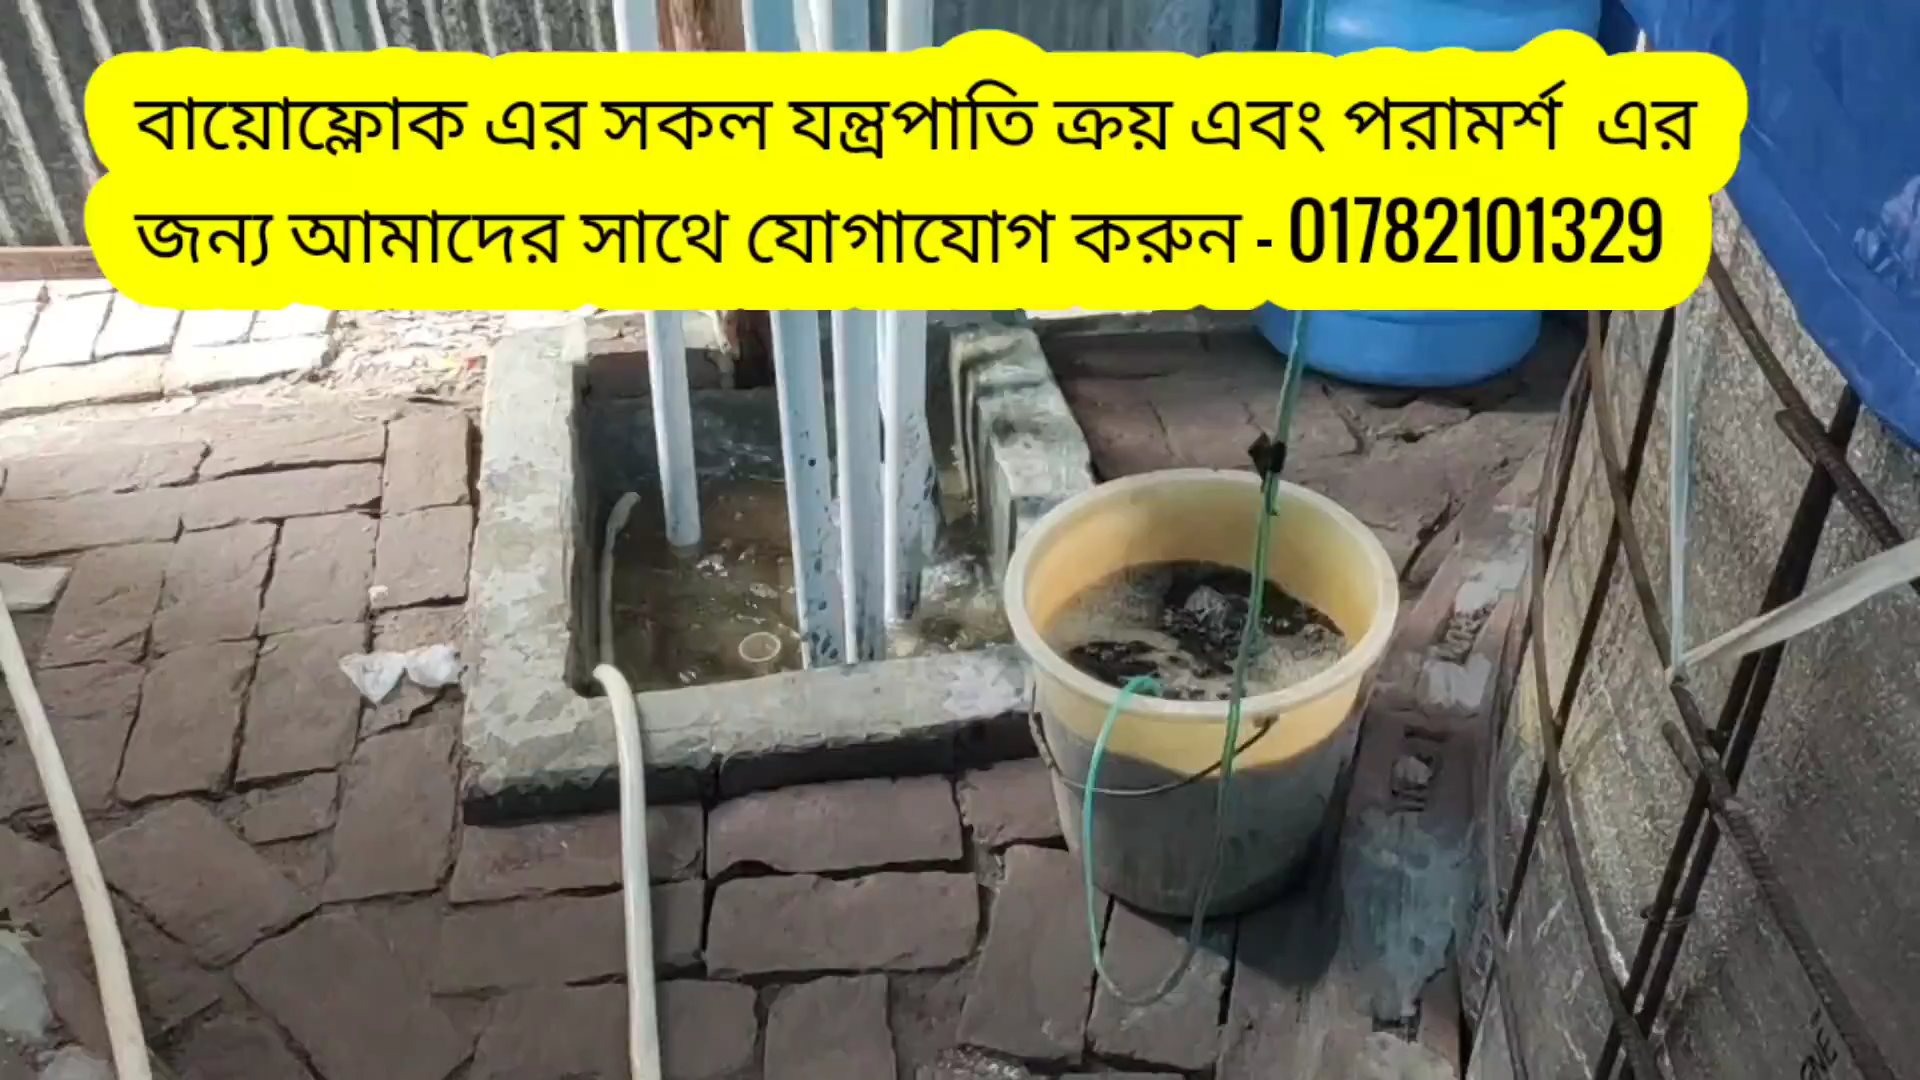 বায়োফ্লোক এর সকল যন্ত্রপাতি ক্রয় এবং পরামর্শ এর
জন্য আমাদের সাথে যোগাযোগ করুন - 01782101329